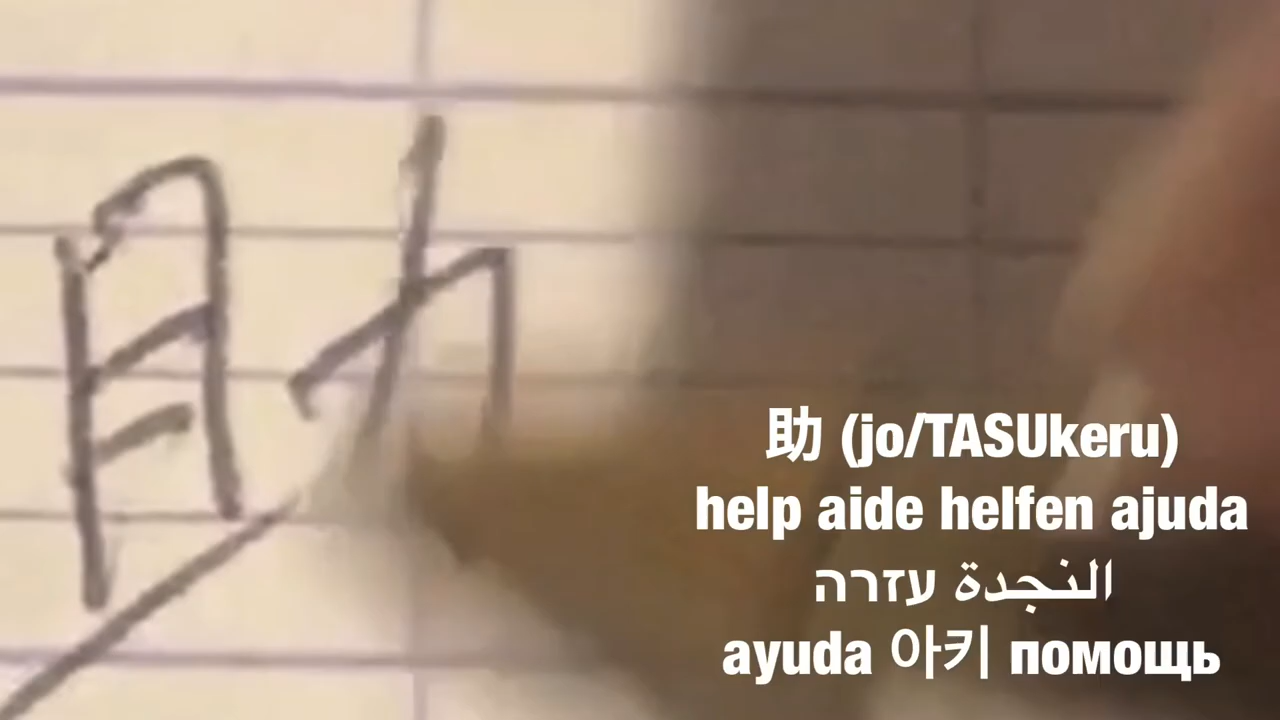 助
助 (jo/TASUkeru)
help aide helfen ajuda
النجدة עזרה
ayuda 아키 помощь